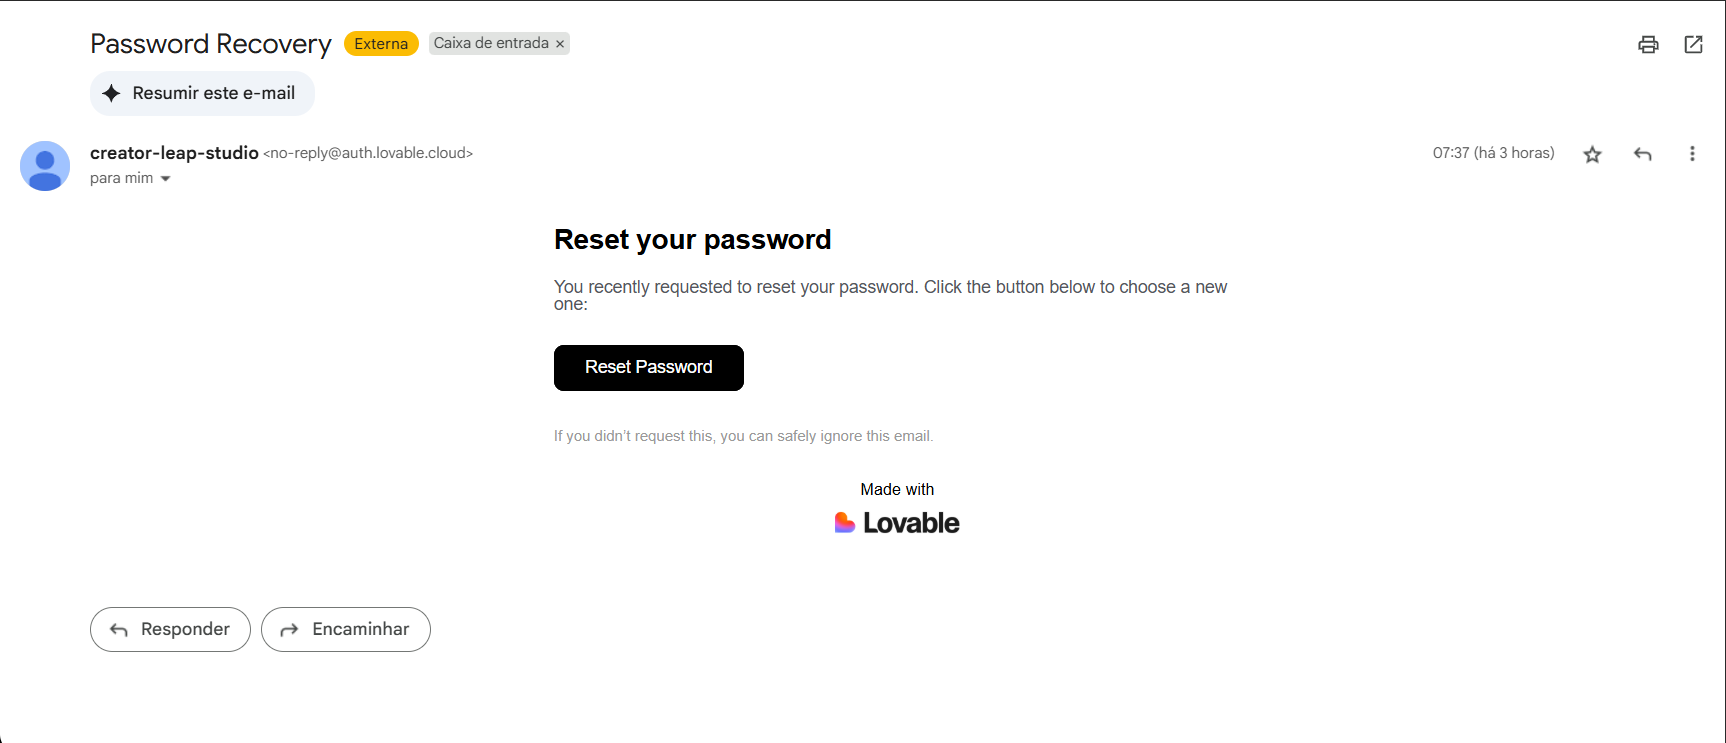 Password Recovery Externa Caixa de entrada ×
Resumir este e-mail
creator-leap-studio <no-reply@auth.lovable.cloud> 07:37 (há 3 horas)
para mim
Reset your password
You recently requested to reset your password. Click the button below to choose a new
one:
Reset Password
If you didn’t request this, you can safely ignore this email.
Made with
Lovable
Responder Encaminhar